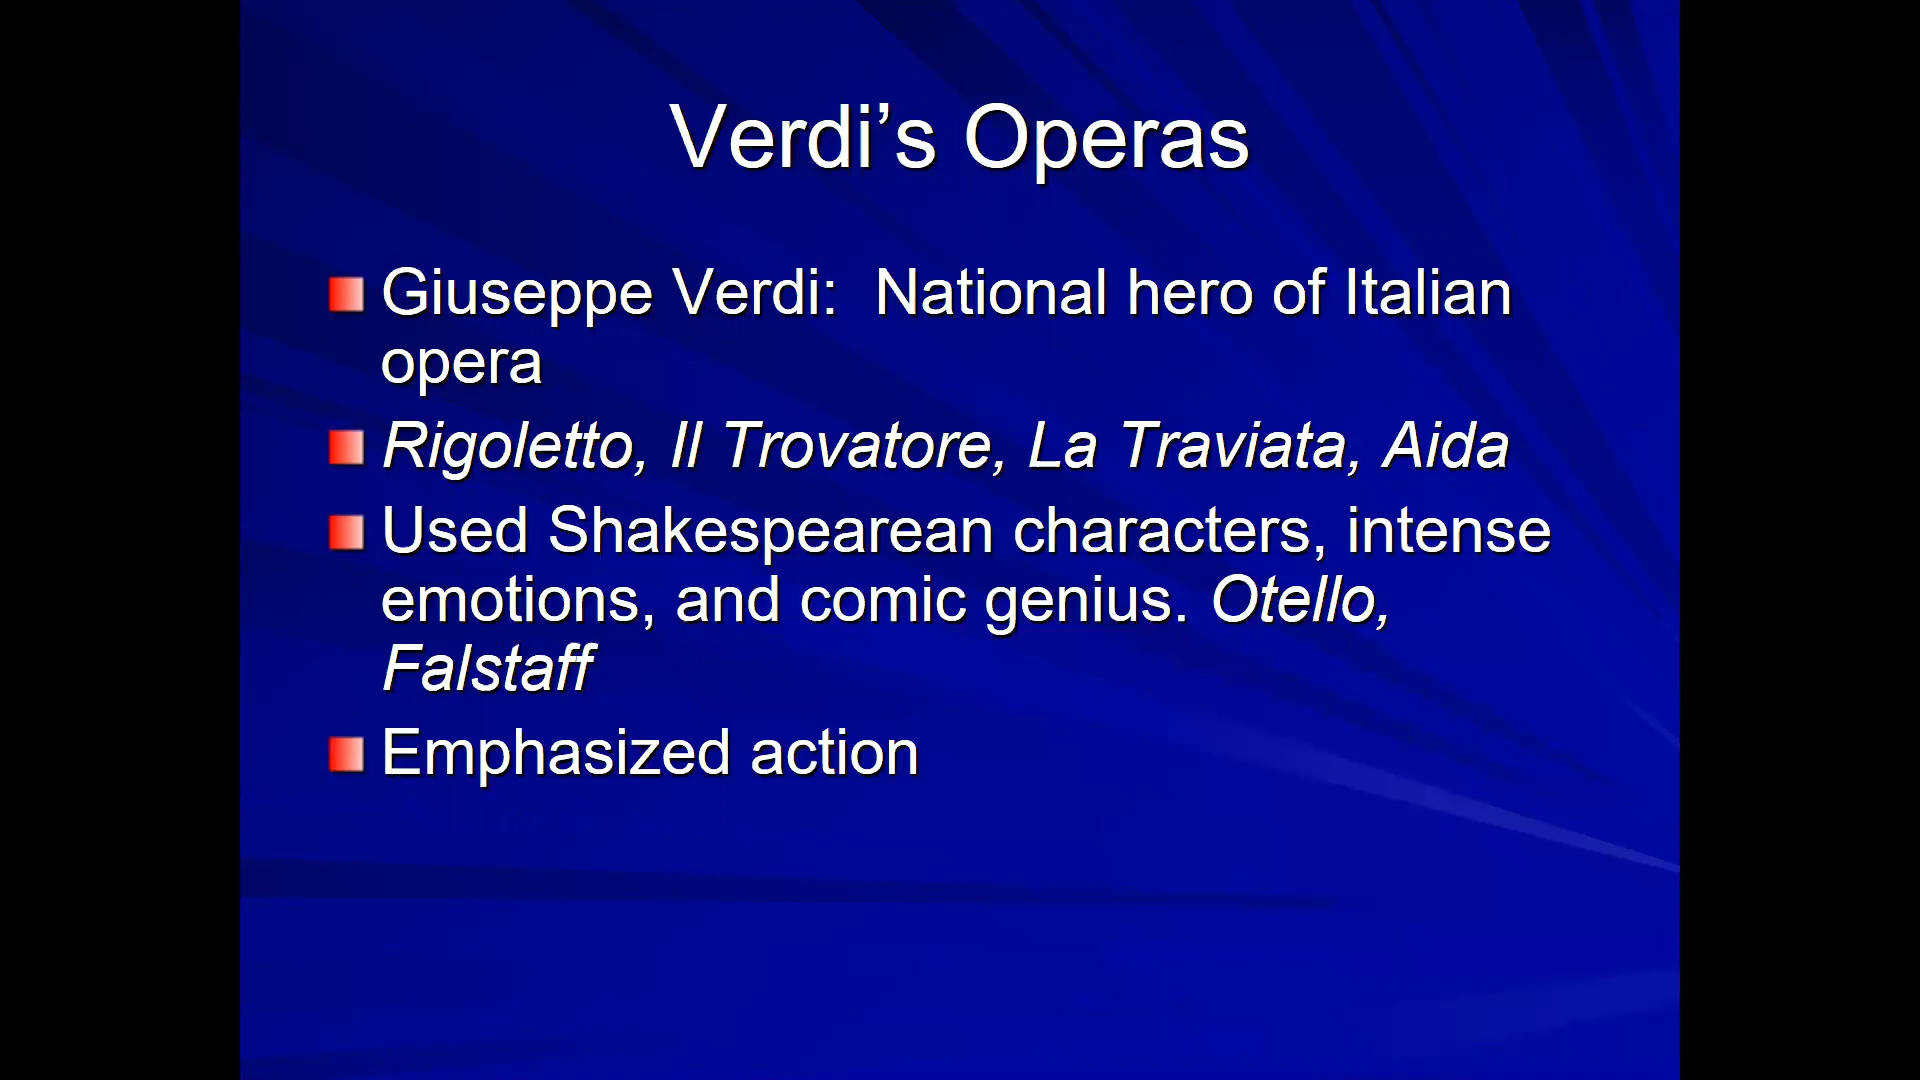 Verdi’s Operas
Giuseppe Verdi:  National hero of Italian
opera
Rigoletto, Il Trovatore, La Traviata, Aida
Used Shakespearean characters, intense
emotions, and comic genius. Otello,
Falstaff
Emphasized action